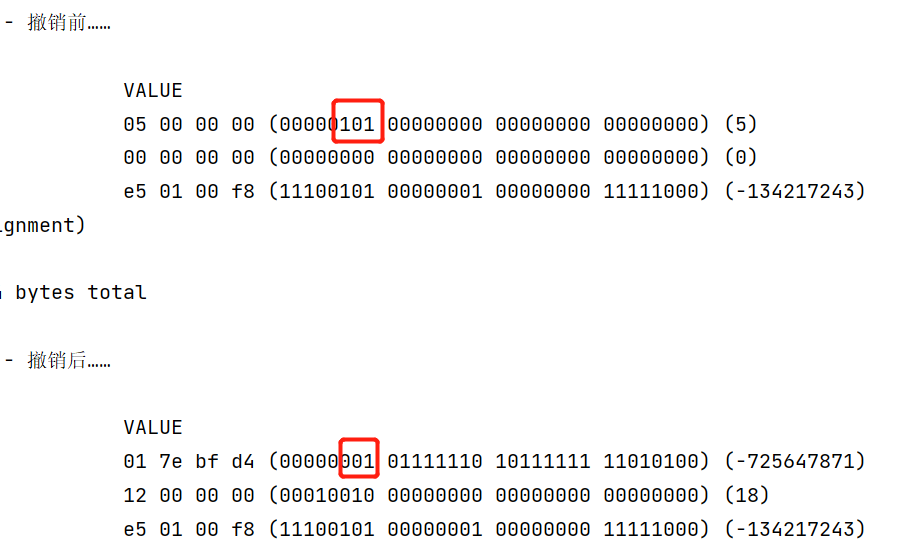 - 撤销前……
VALUE
05 00 00 00 (00000101 00000000 00000000 00000000) (5)
00 00 00 00 (00000000 00000000 00000000 00000000) (0)
e5 01 00 f8 (11100101 00000001 00000000 11111000) (-134217243)
gnment)
bytes total
- 撤销后……
VALUE
01 7e bf d4 (00000001 01111110 10111111 11010100) (-725647871)
12 00 00 00 (00010010 00000000 00000000 00000000) (18)
e5 01 00 f8 (11100101 00000001 00000000 11111000) (-134217243)